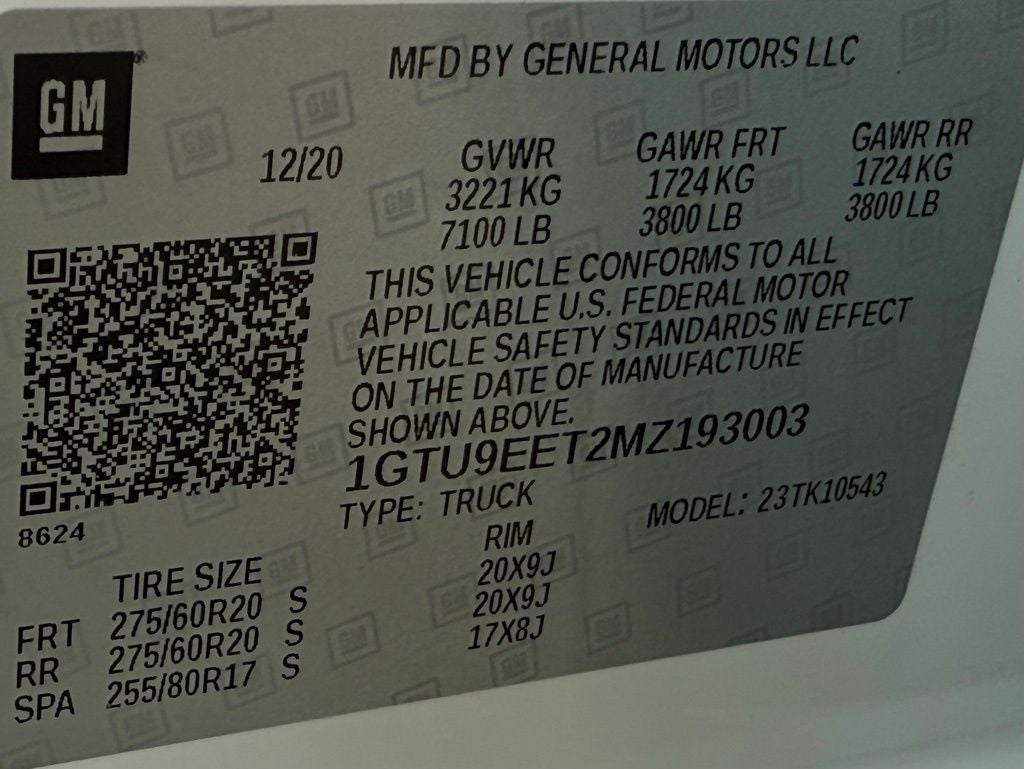 GM
MFD BY GENERAL MOTORS LLC
12/20 GVWR GAWR FRT GAWR RR
3221 KG 1724 KG 1724 KG
7100 LB 3800 LB 3800 LB
THIS VEHICLE CONFORMS TO ALL
APPLICABLE U.S. FEDERAL MOTOR
VEHICLE SAFETY STANDARDS IN EFFECT
ON THE DATE OF MANUFACTURE
SHOWN ABOVE.
1GTU9EET2MZ193003
TYPE: TRUCK MODEL: 23TK10543
8624
TIRE SIZE RIM
FRT 275/60R20 S 20X9J
RR 275/60R20 S 20X9J
SPA 255/80R17 S 17X8J